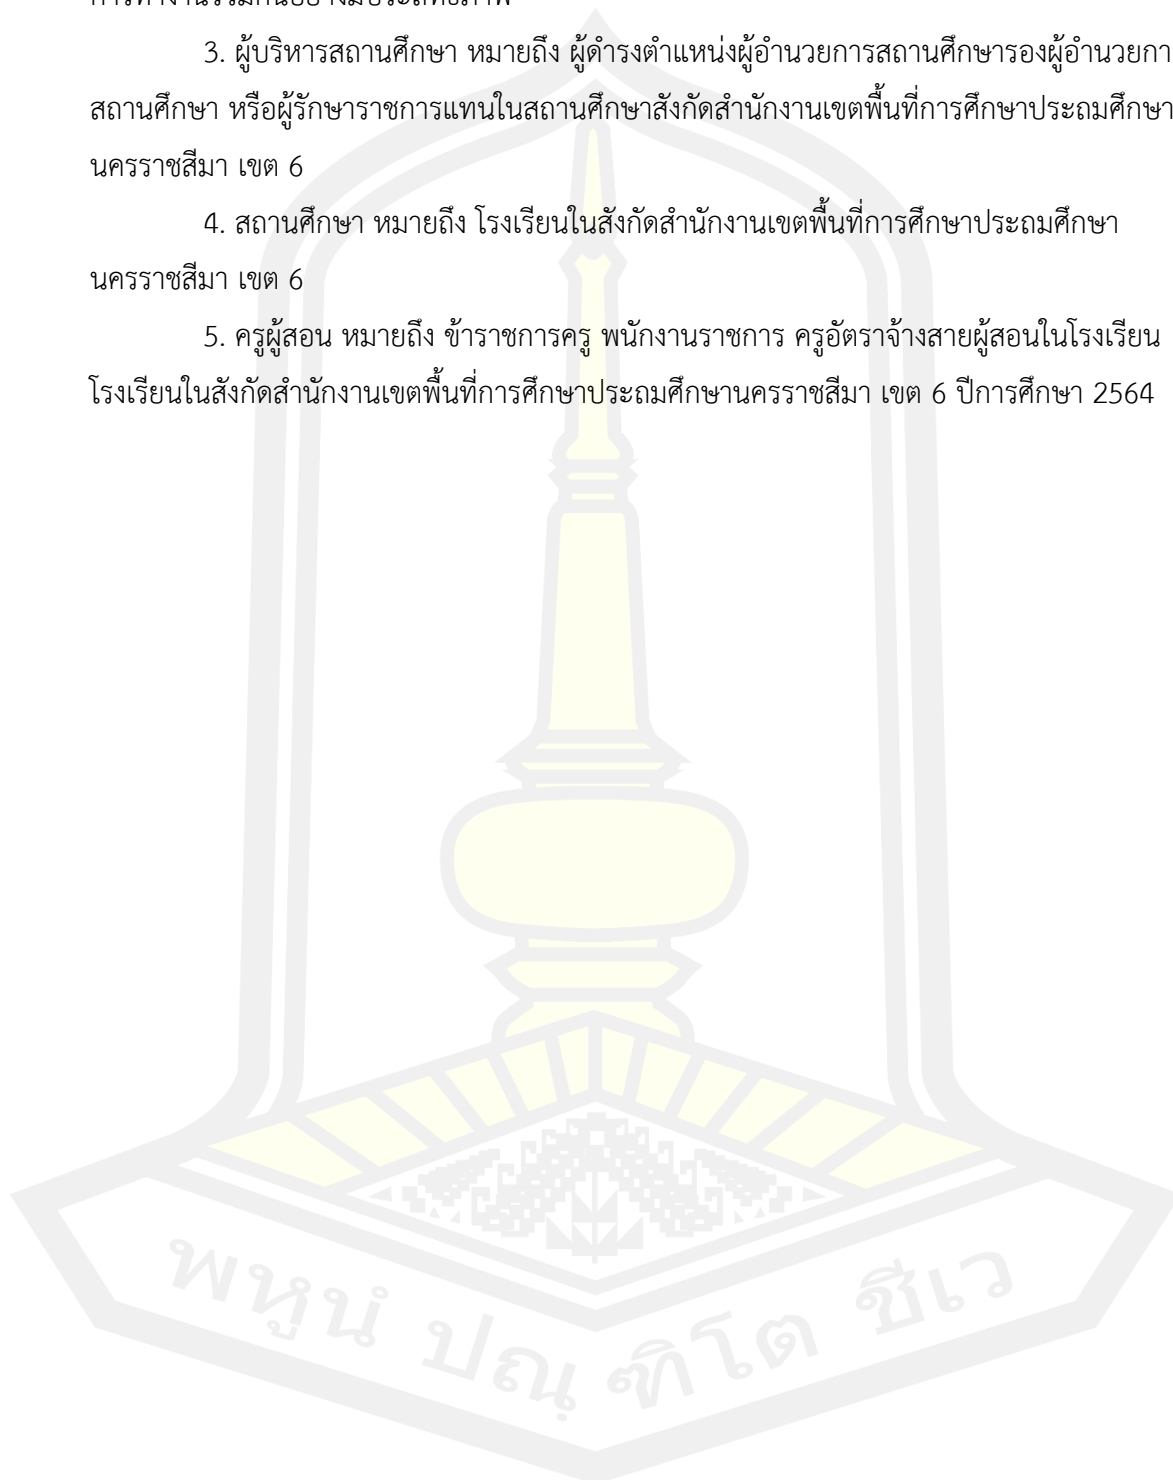 การทำงานร่วมกันอย่างมีประสิทธิภาพ
3. ผู้บริหารสถานศึกษา หมายถึง ผู้ดำรงตำแหน่งผู้อำนวยการสถานศึกษารองผู้อำนวยกา
สถานศึกษา หรือผู้รักษาราชการแทนในสถานศึกษาสังกัดสำนักงานเขตพื้นที่การศึกษาประถมศึกษา
นครราชสีมา เขต 6
4. สถานศึกษา หมายถึง โรงเรียนในสังกัดสำนักงานเขตพื้นที่การศึกษาประถมศึกษา
นครราชสีมา เขต 6
5. ครูผู้สอน หมายถึง ข้าราชการครู พนักงานราชการ ครูอัตราจ้างสายผู้สอนในโรงเรียน
โรงเรียนในสังกัดสำนักงานเขตพื้นที่การศึกษาประถมศึกษานครราชสีมา เขต 6 ปีการศึกษา 2564
พหูนํ ปณฺฑิโต ชีเว